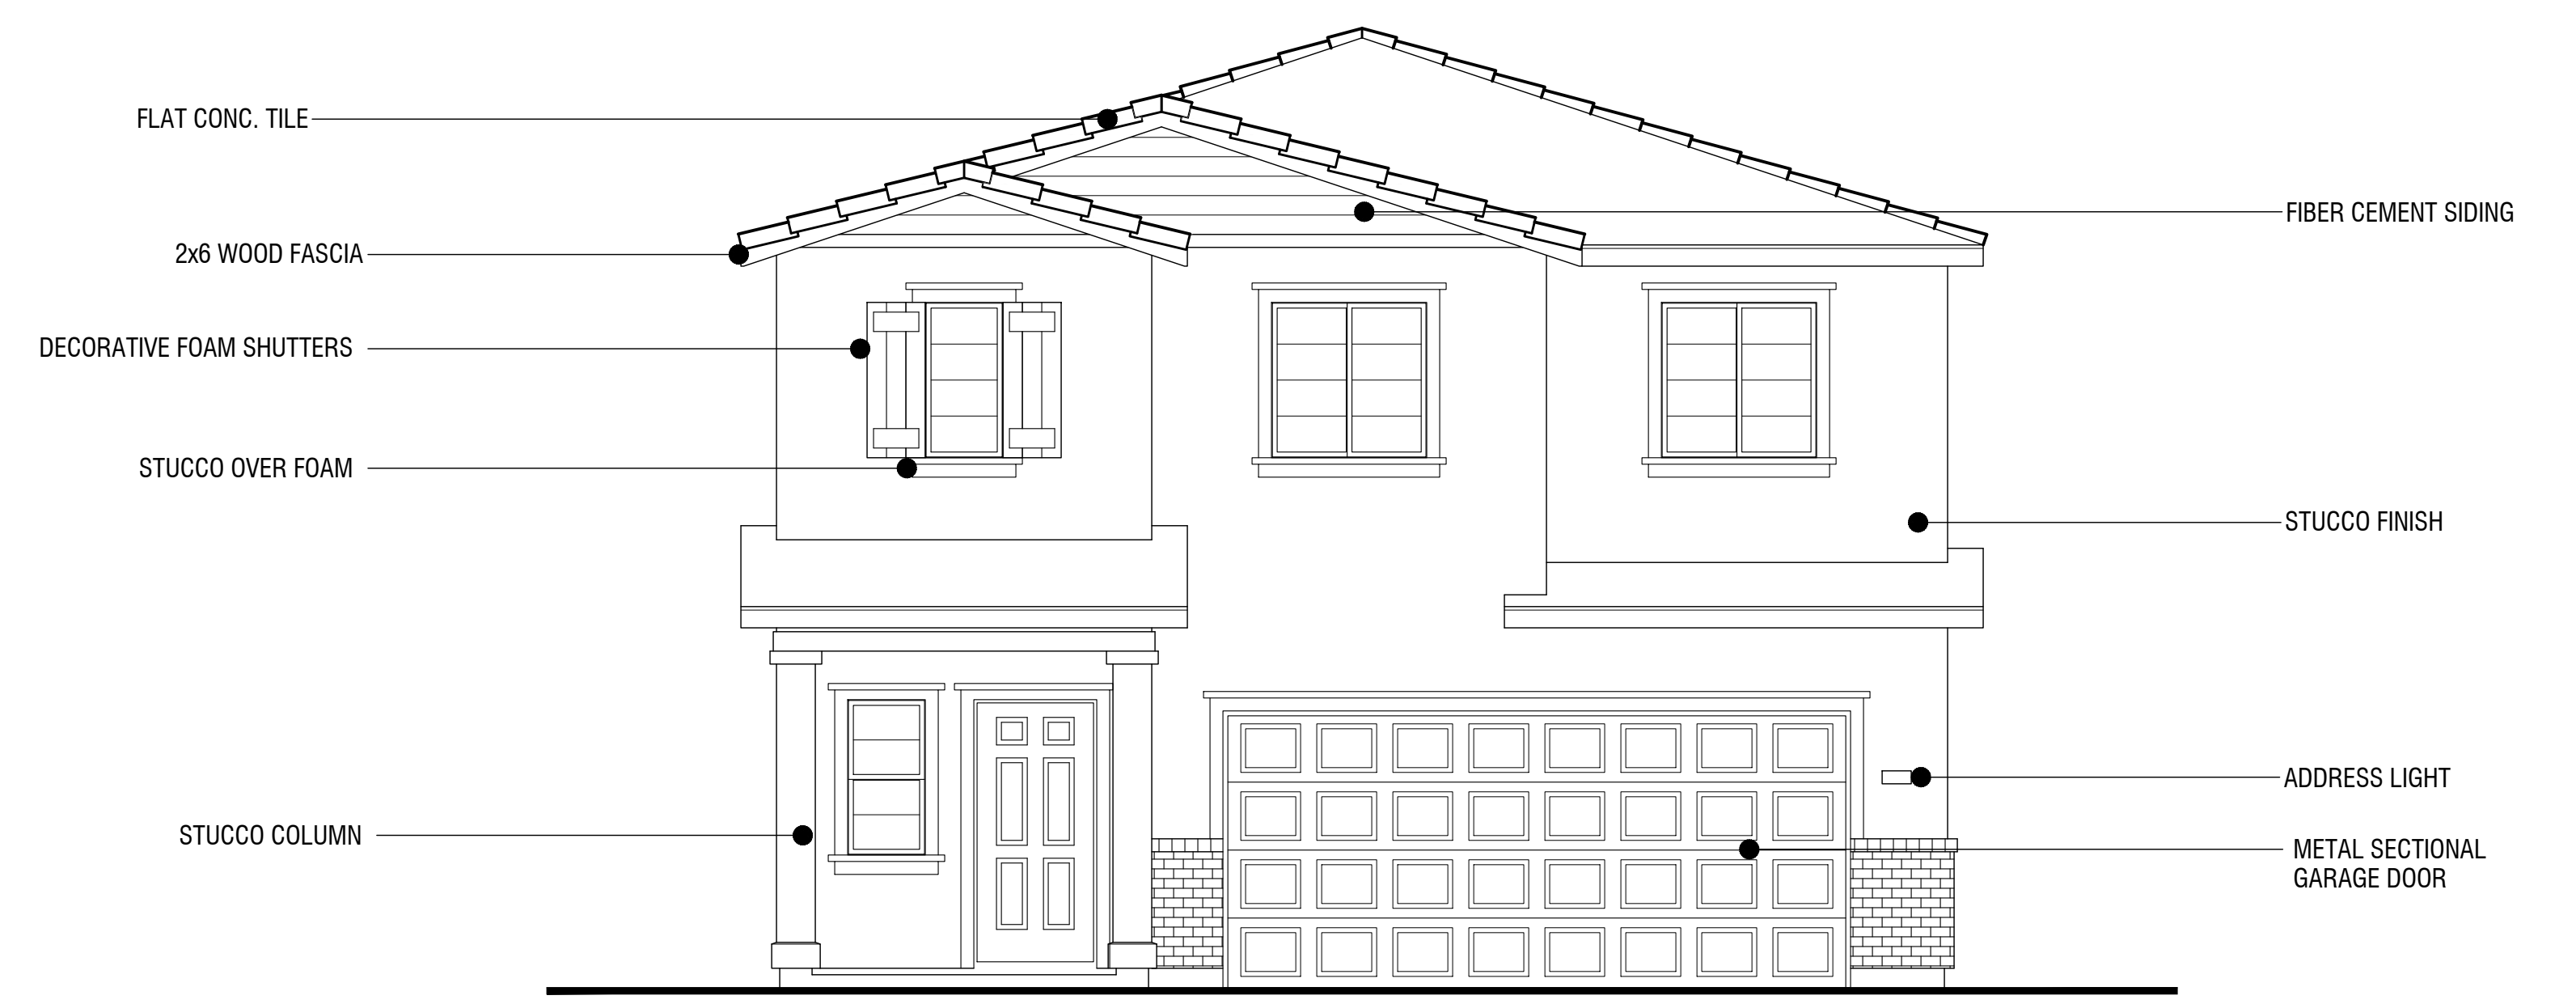 FLAT CONC. TILE
2x6 WOOD FASCIA
DECORATIVE FOAM SHUTTERS
STUCCO OVER FOAM
STUCCO COLUMN
FIBER CEMENT SIDING
STUCCO FINISH
ADDRESS LIGHT
METAL SECTIONAL
GARAGE DOOR